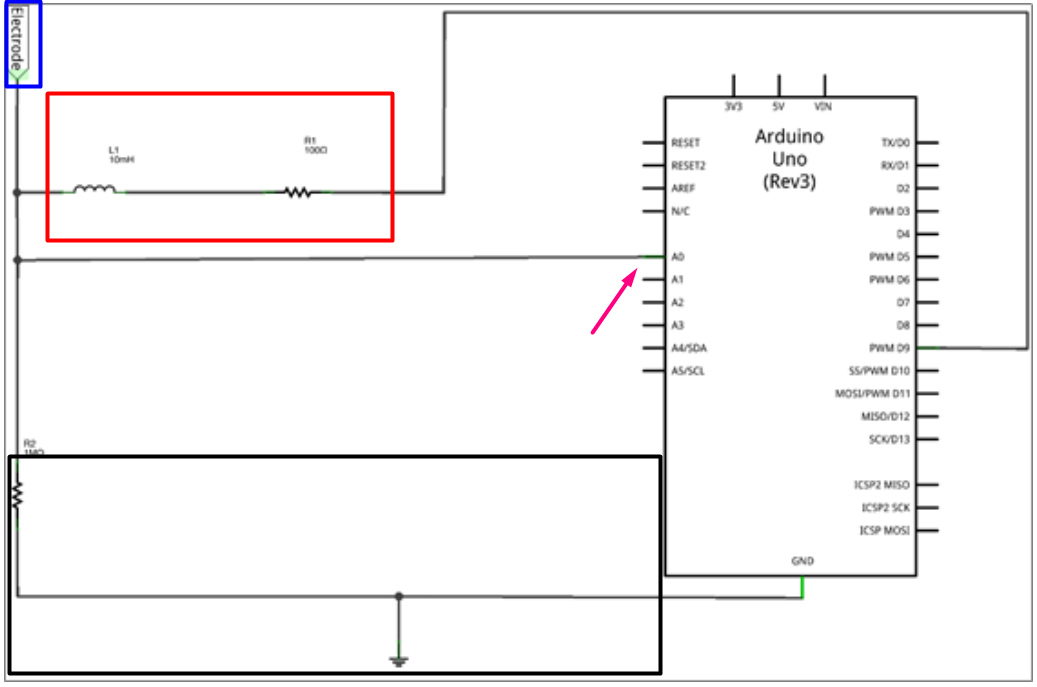 Electrode
L1
10mH
R1
100Ω
R2
1MΩ
3V3
5V
VIN
Arduino
Uno
(Rev3)
RESET
RESET2
AREF
N/C
A0
A1
A2
A3
A4/SDA
A5/SCL
TX/D0
RX/D1
D2
PWM D3
D4
PWM D5
PWM D6
D7
D8
PWM D9
SS/PWM D10
MOSI/PWM D11
MISO/D12
SCK/D13
ICSP2 MISO
ICSP2 SCK
ICSP MOSI
GND